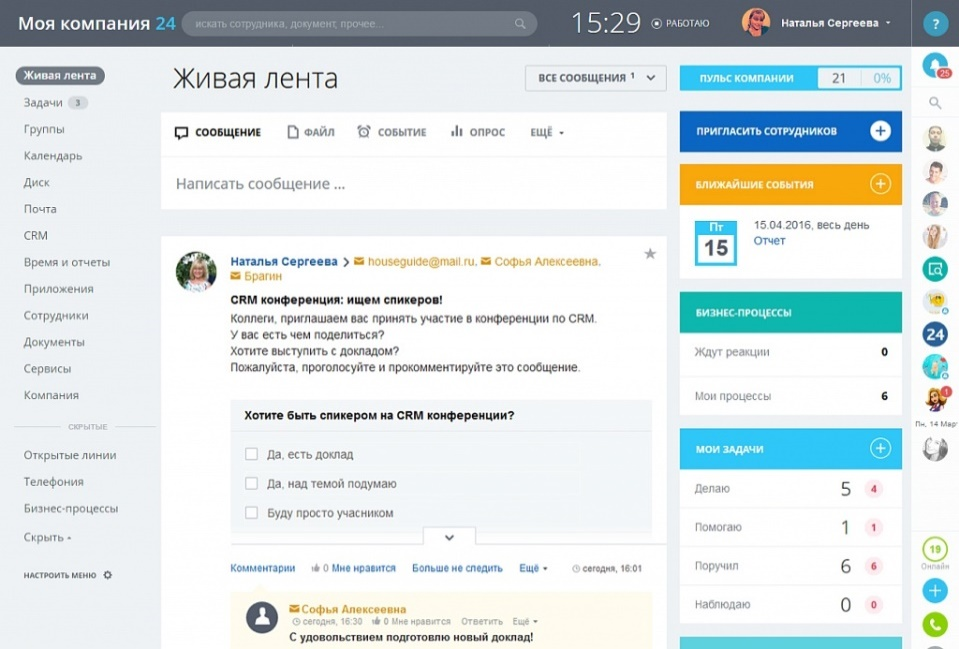 Моя компания 24
искать сотрудника, документ, прочее...
15:29
РАБОТАЮ
Наталья Сергеева
?
Живая лента
Задачи 3
Группы
Календарь
Диск
Почта
CRM
Время и отчеты
Приложения
Сотрудники
Документы
Сервисы
Компания
СКРЫТЫЕ
Открытые линии
Телефония
Бизнес-процессы
Скрыть
НАСТРОИТЬ МЕНЮ
Живая лента
ВСЕ СООБЩЕНИЯ 1
СООБЩЕНИЕ ФАЙЛ СОБЫТИЕ ОПРОС ЕЩЁ
Написать сообщение ...
Наталья Сергеева > houseguide@mail.ru, Софья Алексеевна,
Брагин
CRM конференция: ищем спикеров!
Коллеги, приглашаем вас принять участие в конференции по CRM.
У вас есть чем поделиться?
Хотите выступить с докладом?
Пожалуйста, проголосуйте и прокомментируйте это сообщение.
Хотите быть спикером на CRM конференции?
Да, есть доклад
Да, над темой подумаю
Буду просто учасником
Комментарии 0 Мне нравится Больше не следить Ещё сегодня, 16:01
Софья Алексеевна
сегодня, 16:30 0 Мне нравится Ответить Ещё
С удовольствием подготовлю новый доклад!
ПУЛЬС КОМПАНИИ 21 0%
ПРИГЛАСИТЬ СОТРУДНИКОВ
БЛИЖАЙШИЕ СОБЫТИЯ
Пт
15
15.04.2016, весь день
Отчет
БИЗНЕС-ПРОЦЕССЫ
Ждут реакции 0
Мои процессы 6
МОИ ЗАДАЧИ
Делаю 5 4
Помогаю 1 1
Поручил 6 6
Наблюдаю 0 0
25
24
1
Пн, 14 Март
19
Онлайн